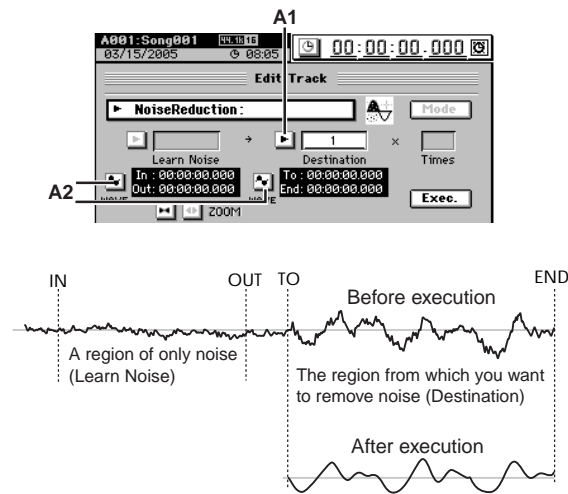 A1
A001:Song001 44.1k 16
03/15/2005 08:05 00:00:00.000
Edit Track
NoiseReduction: Mode
1 ×
Learn Noise Destination Times
A2
In : 00:00:00.000 To : 00:00:00.000
Out: 00:00:00.000 End: 00:00:00.000
Exec.
ZOOM
IN OUT TO END
Before execution
A region of only noise
(Learn Noise)
The region from which you want
to remove noise (Destination)
After execution